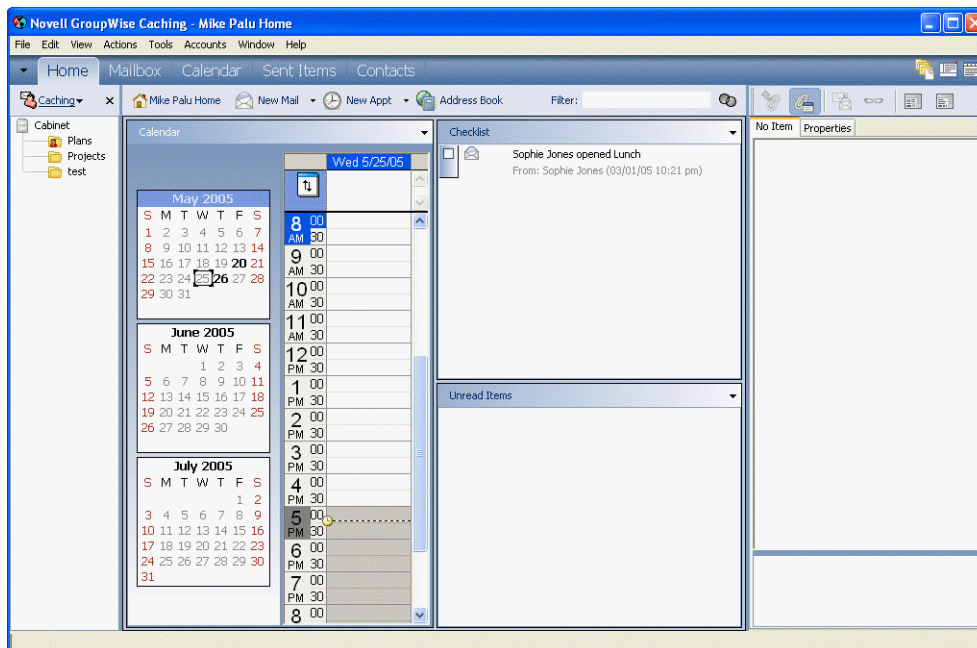 Novell GroupWise Caching - Mike Palu Home
File Edit View Actions Tools Accounts Window Help
Home Mailbox Calendar Sent Items Contacts
Caching x Mike Palu Home New Mail New Appt Address Book Filter:
Cabinet
Plans
Projects
test
Calendar
Wed 5/25/05
May 2005
S M T W T F S
1 2 3 4 5 6 7
8 9 10 11 12 13 14
15 16 17 18 19 20 21
22 23 24 25 26 27 28
29 30 31
June 2005
S M T W T F S
1 2 3 4
5 6 7 8 9 10 11
12 13 14 15 16 17 18
19 20 21 22 23 24 25
26 27 28 29 30
July 2005
S M T W T F S
1 2
3 4 5 6 7 8 9
10 11 12 13 14 15 16
17 18 19 20 21 22 23
24 25 26 27 28 29 30
31
8 00
AM 30
9 00
AM 30
10 00
AM 30
11 00
AM 30
12 00
PM 30
1 00
PM 30
2 00
PM 30
3 00
PM 30
4 00
PM 30
5 00
PM 30
6 00
PM 30
7 00
PM 30
8 00
Checklist
Sophie Jones opened Lunch
From: Sophie Jones (03/01/05 10:21 pm)
Unread Items
No Item Properties